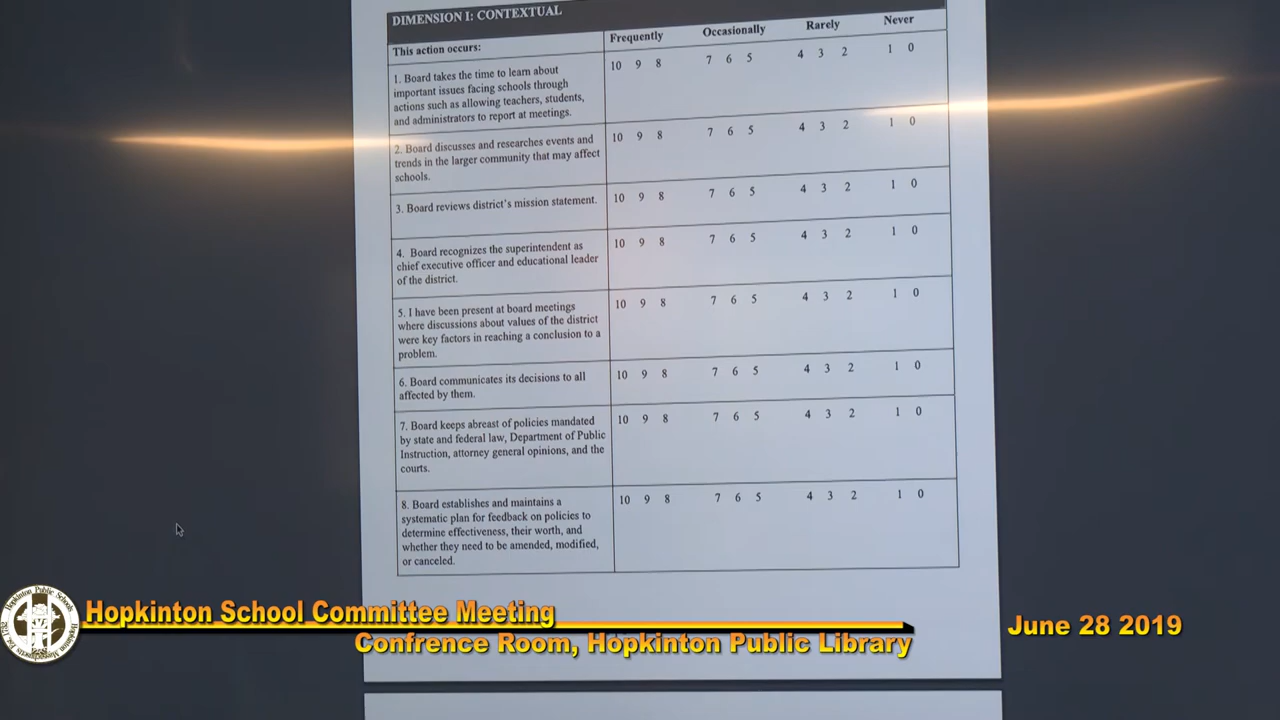 DIMENSION I: CONTEXTUAL
This action occurs: Frequently Occasionally Rarely Never
1. Board takes the time to learn about
important issues facing schools through
actions such as allowing teachers, students,
and administrators to report at meetings.
10 9 8 7 6 5 4 3 2 1 0
2. Board discusses and researches events and
trends in the larger community that may affect
schools.
10 9 8 7 6 5 4 3 2 1 0
3. Board reviews district's mission statement.
10 9 8 7 6 5 4 3 2 1 0
4. Board recognizes the superintendent as
chief executive officer and educational leader
of the district.
10 9 8 7 6 5 4 3 2 1 0
5. I have been present at board meetings
where discussions about values of the district
were key factors in reaching a conclusion to a
problem.
10 9 8 7 6 5 4 3 2 1 0
6. Board communicates its decisions to all
affected by them.
10 9 8 7 6 5 4 3 2 1 0
7. Board keeps abreast of policies mandated
by state and federal law, Department of Public
Instruction, attorney general opinions, and the
courts.
10 9 8 7 6 5 4 3 2 1 0
8. Board establishes and maintains a
systematic plan for feedback on policies to
determine effectiveness, their worth, and
whether they need to be amended, modified,
or canceled.
10 9 8 7 6 5 4 3 2 1 0
Hopkinton Public Schools
Hopkinton School Committee Meeting
Confrence Room, Hopkinton Public Library
June 28 2019